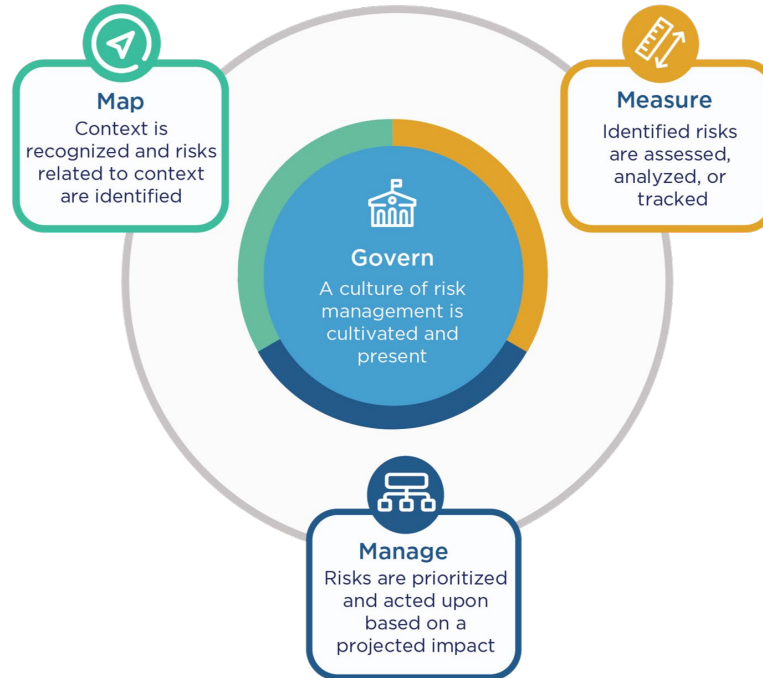 Map
Context is
recognized and risks
related to context
are identified
Measure
Identified risks
are assessed,
analyzed, or
tracked
Govern
A culture of risk
management is
cultivated and
present
Manage
Risks are prioritized
and acted upon
based on a
projected impact